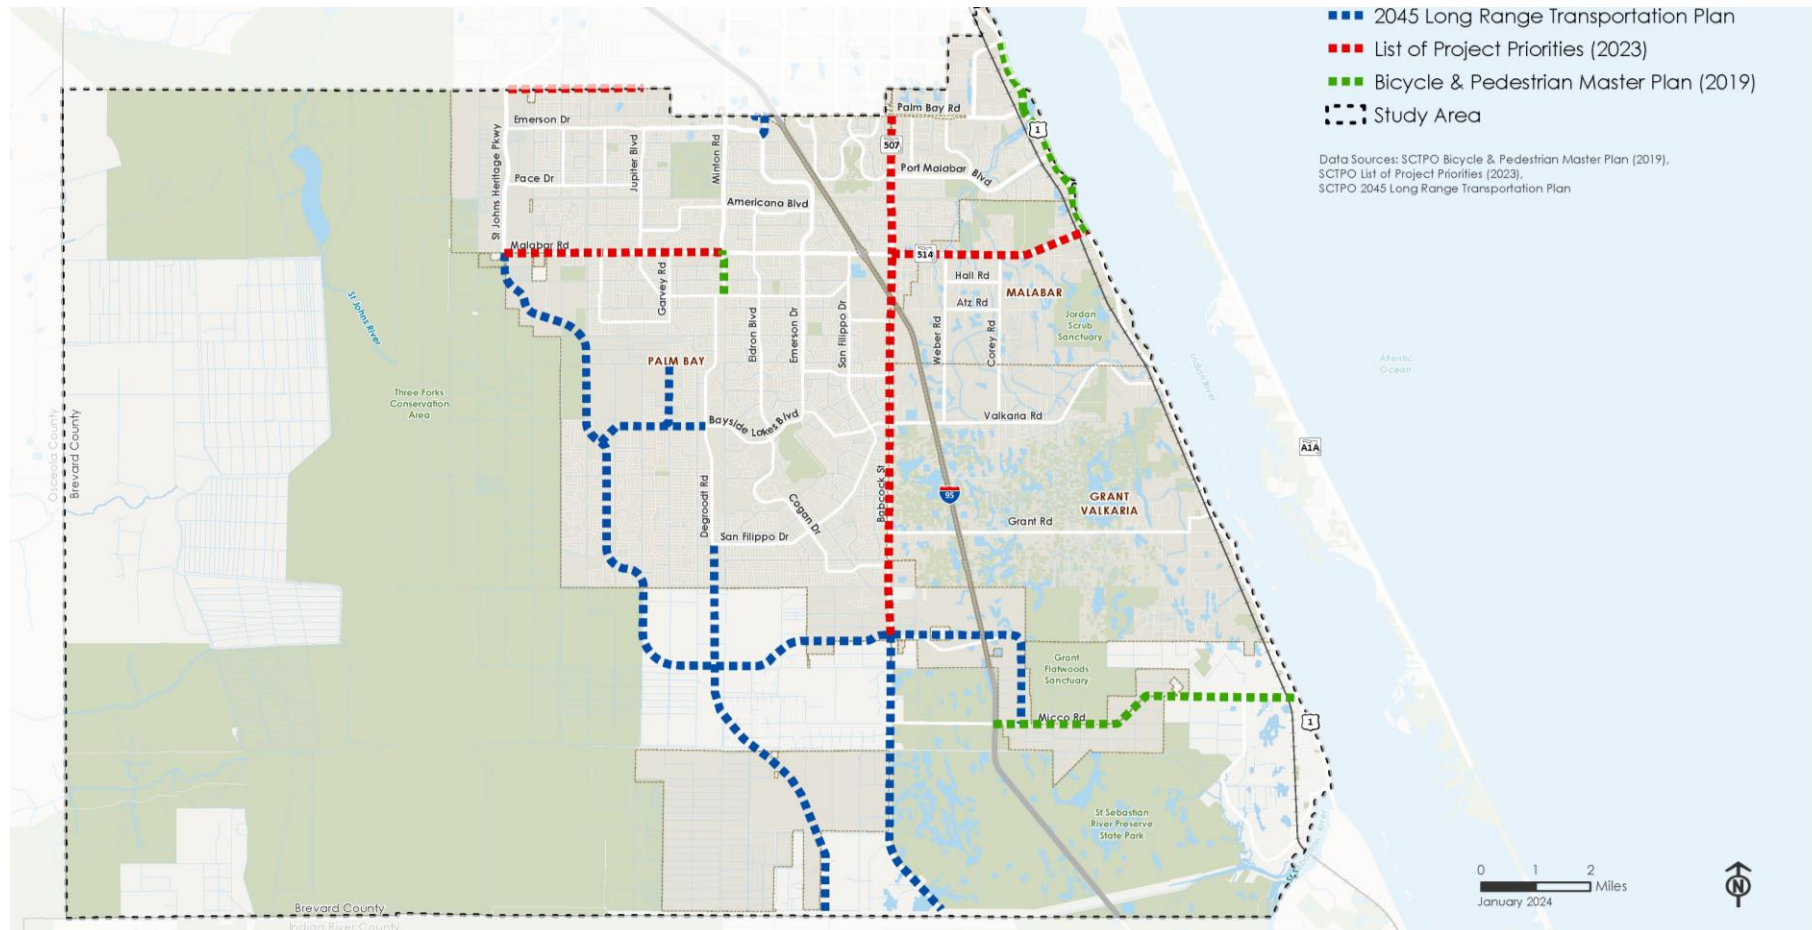 2045 Long Range Transportation Plan
List of Project Priorities (2023)
Bicycle & Pedestrian Master Plan (2019)
Study Area
Data Sources: SCTPO Bicycle & Pedestrian Master Plan (2019),
SCTPO List of Project Priorities (2023),
SCTPO 2045 Long Range Transportation Plan
Palm Bay Rd
Emerson Dr
1
507
St Johns Heritage Pkwy
Jupiter Blvd
Minton Rd
Port Malabar Blvd
Pace Dr
Americana Blvd
Malabar Rd
514
Garvey Rd
Hall Rd
MALABAR
Atz Rd
St Johns River
Eldron Blvd
Emerson Dr
San Filippo Dr
Weber Rd
Corey Rd
Jordan
Scrub
Sanctuary
PALM BAY
Indian River
Atlantic
Ocean
Three Forks
Conservation
Area
Bayside Lakes Blvd
Valkaria Rd
Osceola County
Brevard County
A1A
Degroodt Rd
Cogan Dr
Babcock St
95
GRANT
VALKARIA
Grant Rd
San Filippo Dr
Grant
Flatwoods
Sanctuary
Micco Rd
1
St Sebastian
River Preserve
State Park
0 1 2
Miles
January 2024
N
Brevard County
Indian River County